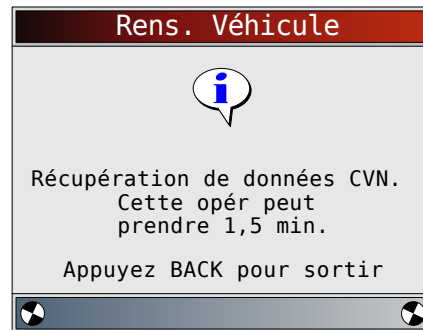 Rens. Véhicule
Récupération de données CVN.
Cette opér peut
prendre 1,5 min.
Appuyez BACK pour sortir